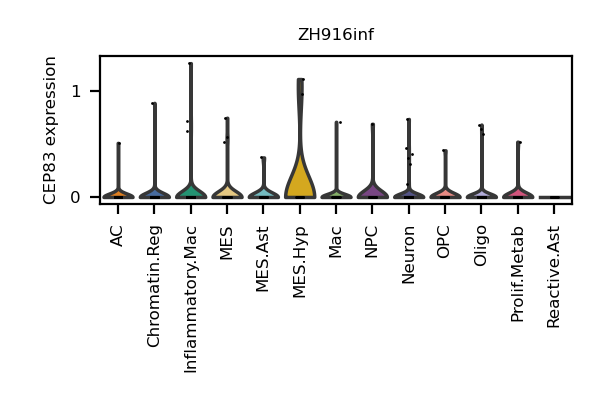 ZH916inf
CEP83 expression
1
0
AC
Chromatin.Reg
Inflammatory.Mac
MES
MES.Ast
MES.Hyp
Mac
NPC
Neuron
OPC
Oligo
Prolif.Metab
Reactive.Ast